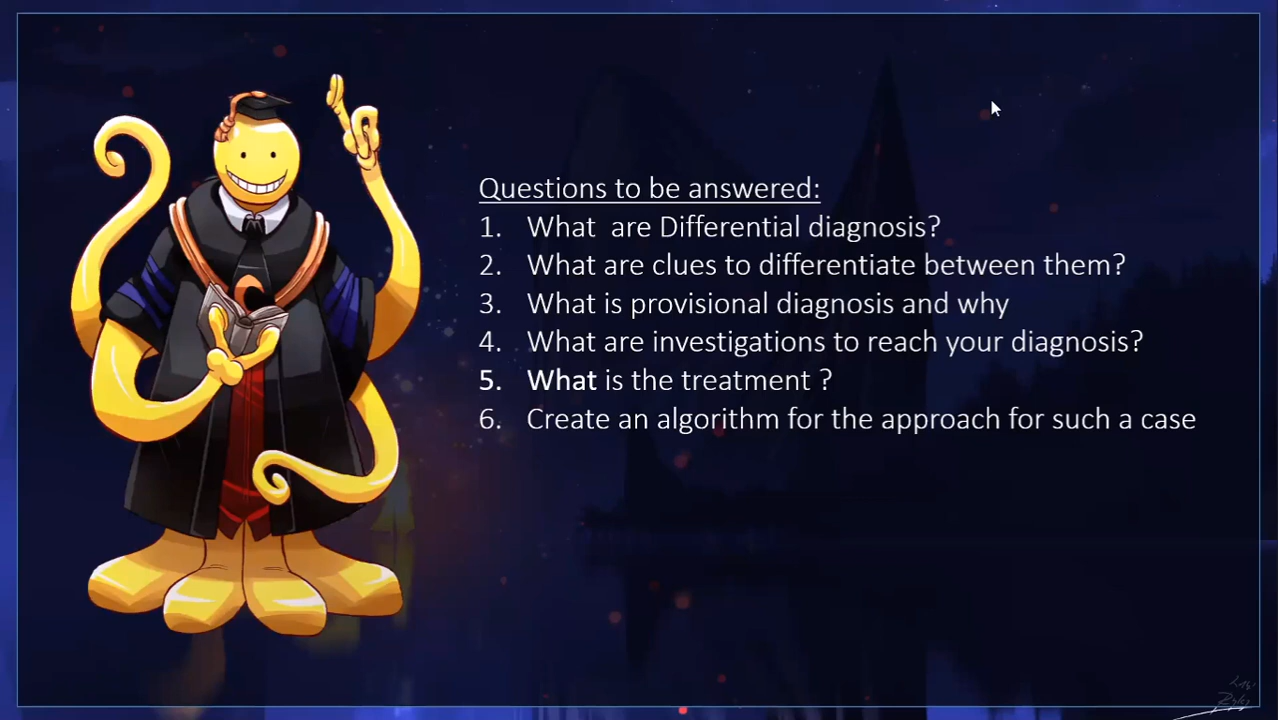 Questions to be answered:
1. What are Differential diagnosis?
2. What are clues to differentiate between them?
3. What is provisional diagnosis and why
4. What are investigations to reach your diagnosis?
5. What is the treatment ?
6. Create an algorithm for the approach for such a case